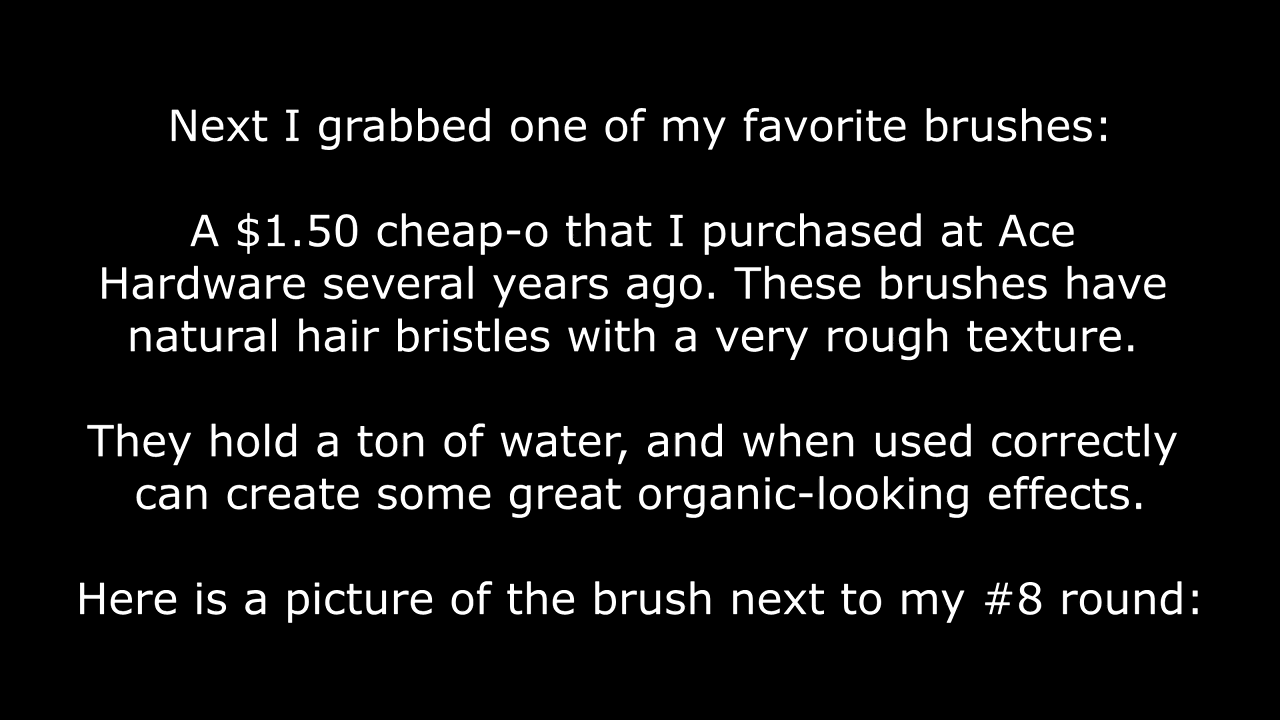 Next I grabbed one of my favorite brushes:
A $1.50 cheap-o that I purchased at Ace
Hardware several years ago. These brushes have
natural hair bristles with a very rough texture.
They hold a ton of water, and when used correctly
can create some great organic-looking effects.
Here is a picture of the brush next to my #8 round: